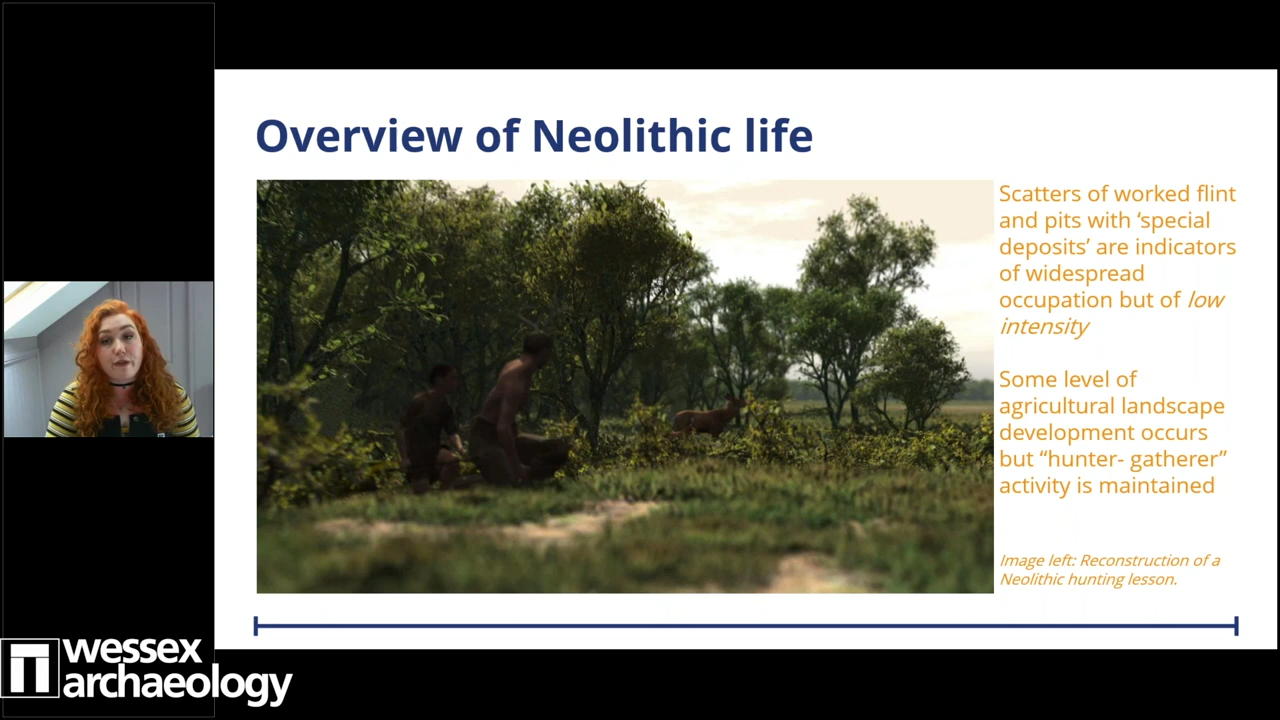 Overview of Neolithic life
Scatters of worked flint
and pits with ‘special
deposits’ are indicators
of widespread
occupation but of low
intensity
Some level of
agricultural landscape
development occurs
but “hunter- gatherer”
activity is maintained
Image left: Reconstruction of a
Neolithic hunting lesson.
wessex
archaeology